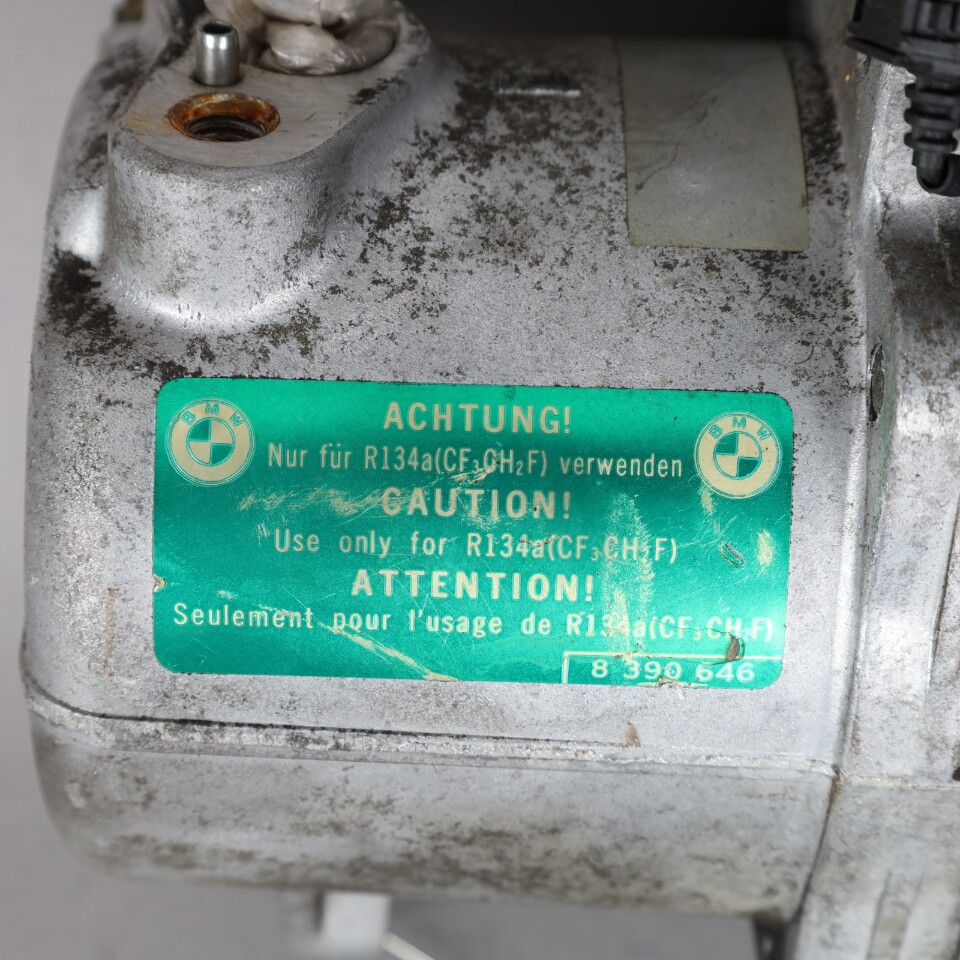 BMW
BMW
ACHTUNG!
Nur für R134a(CF₃CH₂F) verwenden
CAUTION!
Use only for R134a(CF₃CH₂F)
ATTENTION!
Seulement pour l'usage de R134a(CF₃CH₂F)
8 390 646